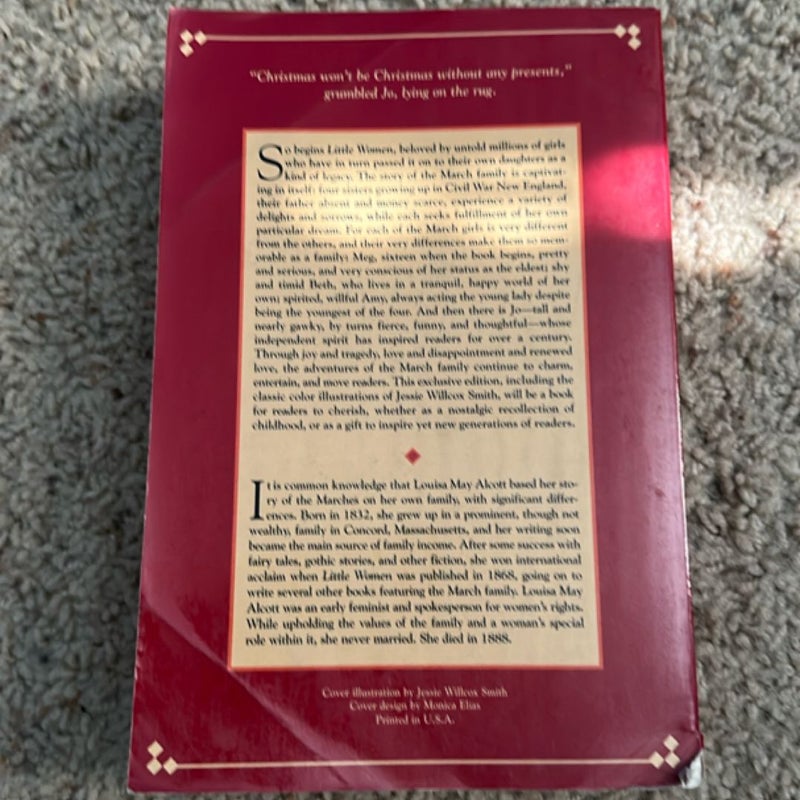 "Christmas won't be Christmas without any presents,"
grumbled Jo, lying on the rug.
So begins Little Women, beloved by untold millions of girls
who have in turn passed it on to their own daughters as a
kind of legacy. The story of the March family is captivat-
ing in itself: four sisters growing up in Civil War New England,
their father absent and money scarce, experience a variety of
delights and sorrows, while each seeks fulfillment of her own
particular dream. For each of the March girls is very different
from the others, and their very differences make them so mem-
orable as a family: Meg, sixteen when the book begins, pretty
and serious, and very conscious of her status as the eldest; shy
and timid Beth, who lives in a tranquil, happy world of her
own; spirited, willful Amy, always acting the young lady despite
being the youngest of the four. And then there is Jo—tall and
nearly gawky, by turns fierce, funny, and thoughtful—whose
independent spirit has inspired readers for over a century.
Through joy and tragedy, love and disappointment and renewed
love, the adventures of the March family continue to charm,
entertain, and move readers. This exclusive edition, including the
classic color illustrations of Jessie Willcox Smith, will be a book
for readers to cherish, whether as a nostalgic recollection of
childhood, or as a gift to inspire yet new generations of readers.
It is common knowledge that Louisa May Alcott based her sto-
ry of the Marches on her own family, with significant differ-
ences. Born in 1832, she grew up in a prominent, though not
wealthy, family in Concord, Massachusetts, and her writing soon
became the main source of family income. After some success with
fairy tales, gothic stories, and other fiction, she won international
acclaim when Little Women was published in 1868, going on to
write several other books featuring the March family. Louisa May
Alcott was an early feminist and spokesperson for women's rights.
While upholding the values of the family and a woman's special
role within it, she never married. She died in 1888.
Cover illustration by Jessie Willcox Smith
Cover design by Monica Elias
Printed in U.S.A.